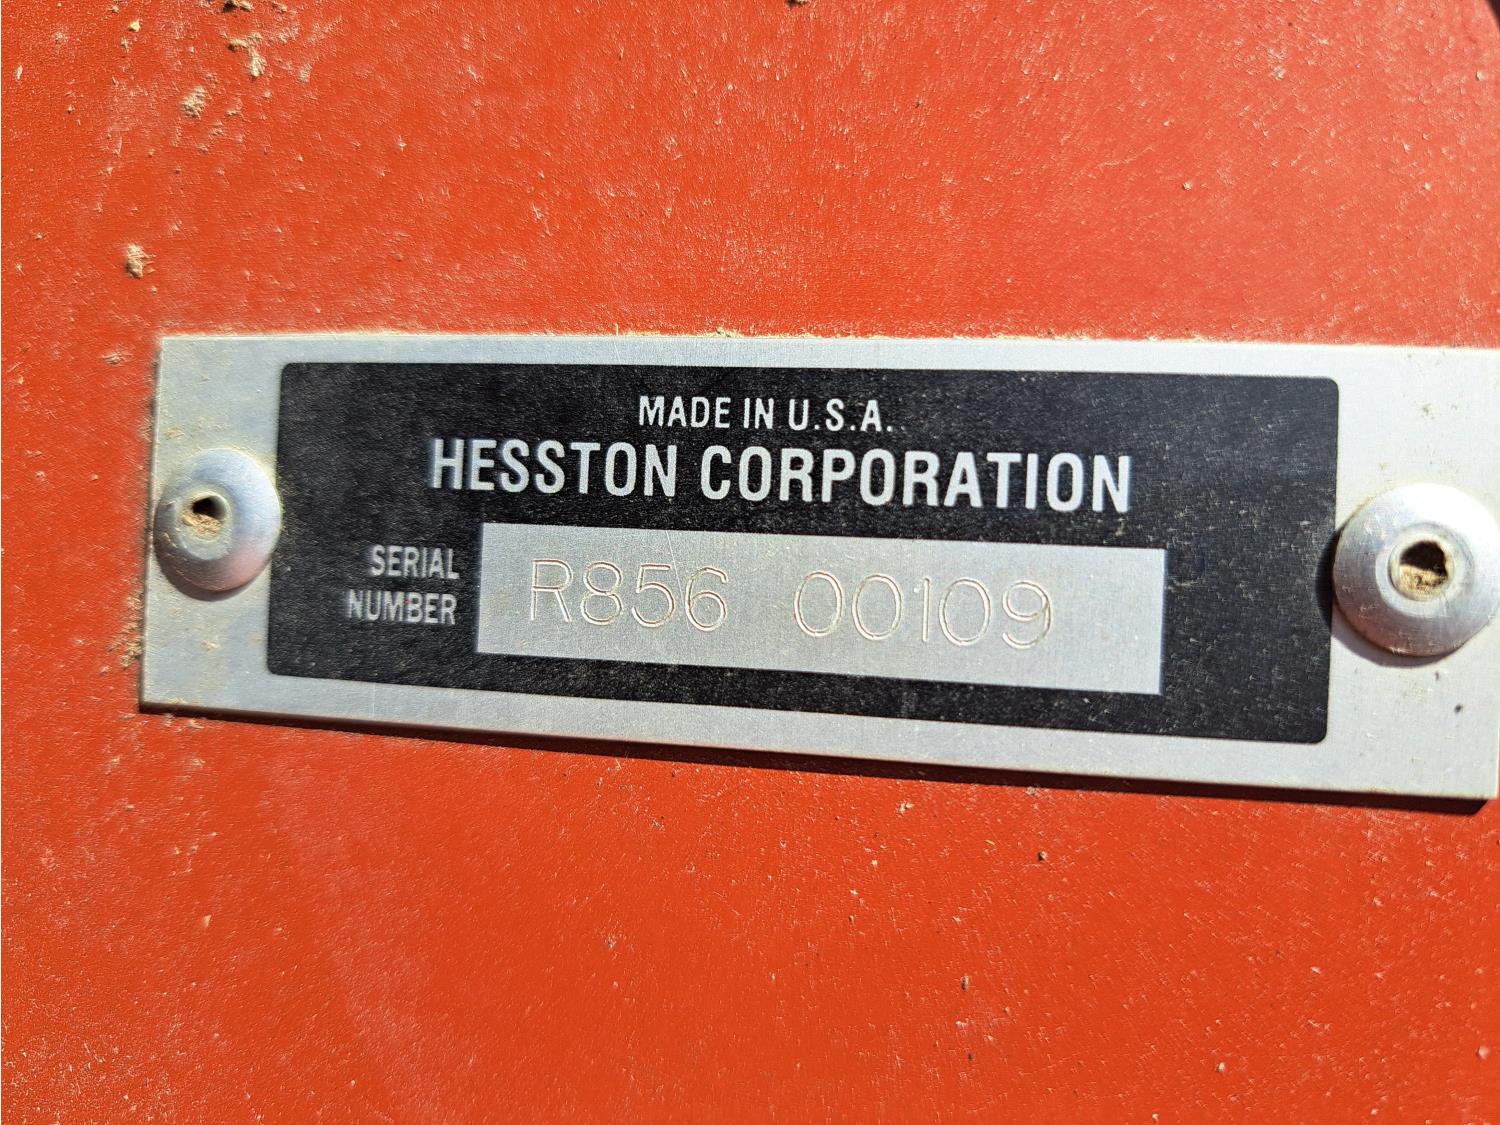 MADE IN U.S.A.
HESSTON CORPORATION
SERIAL
NUMBER
R856 00109